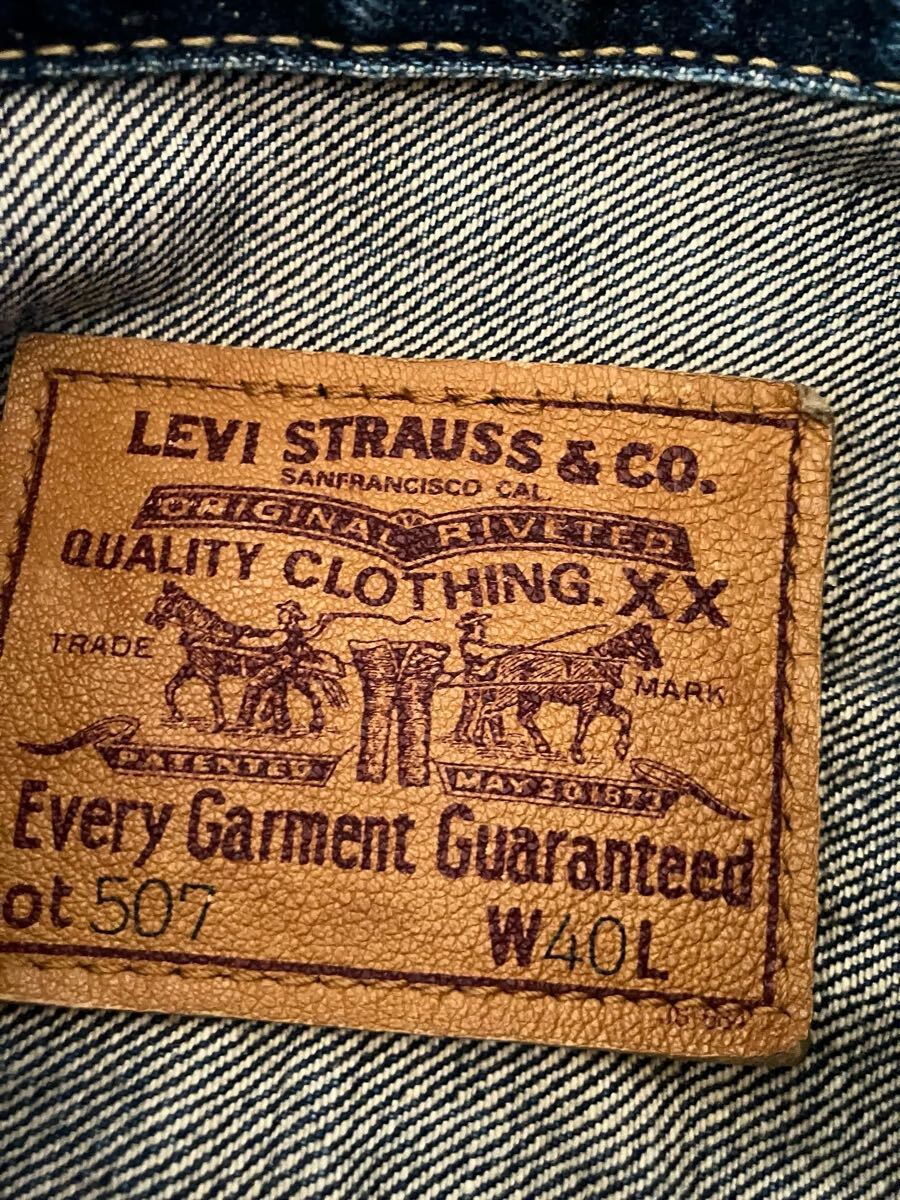 LEVI STRAUSS & CO.
SANFRANCISCO CAL.
ORIGINAL RIVETED
QUALITY CLOTHING. XX
TRADE MARK
PATENTED MAY 20 1873
Every Garment Guaranteed
ot 507 W40L